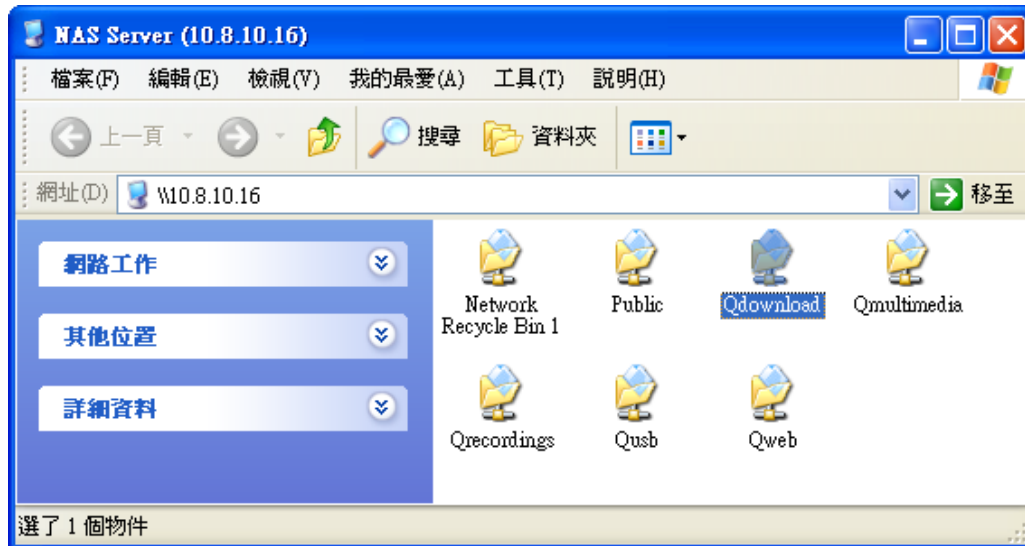 NAS Server (10.8.10.16)
檔案(F) 編輯(E) 檢視(V) 我的最愛(A) 工具(T) 說明(H)
上一頁 搜尋 資料夾
網址(D) \\10.8.10.16 移至
網路工作
其他位置
詳細資料
Network Recycle Bin 1
Public
Qdownload
Qmultimedia
Qrecordings
Qusb
Qweb
選了 1 個物件